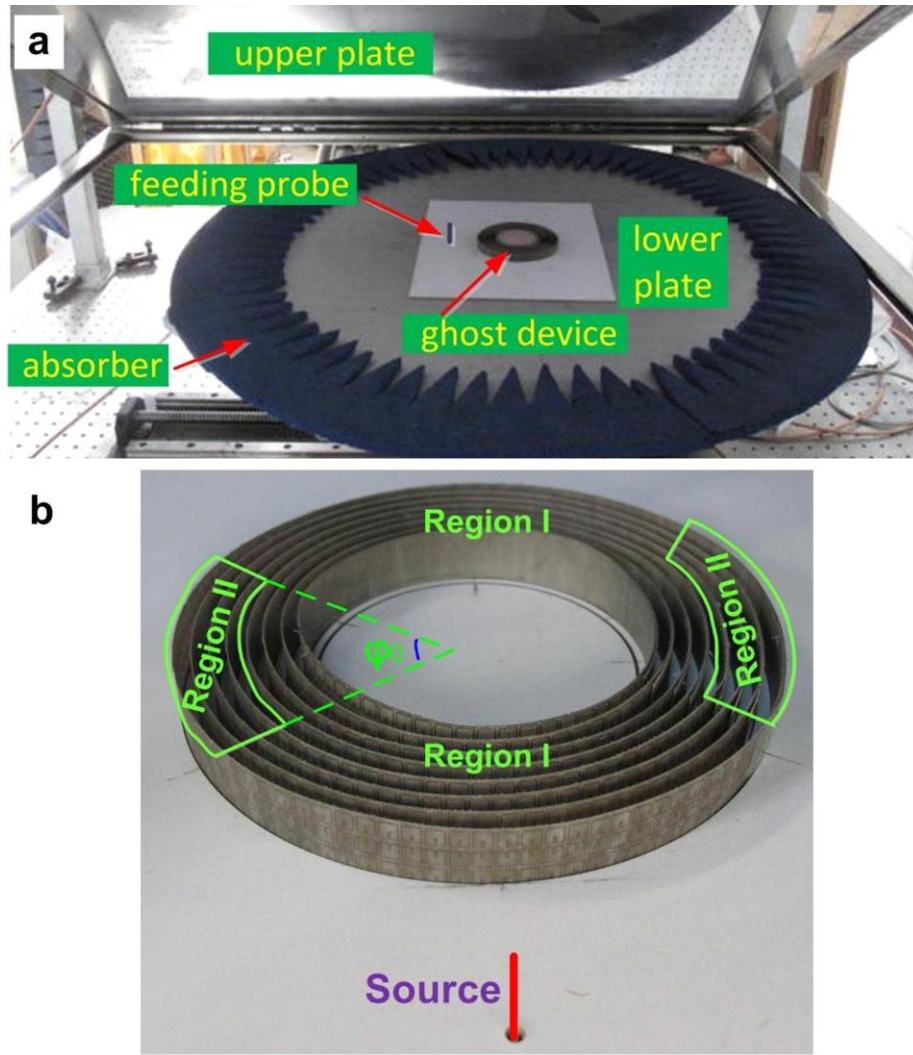 a
upper plate
feeding probe
lower
plate
ghost device
absorber
b
Region I
Region II
Region II
φ₀
Region I
Source